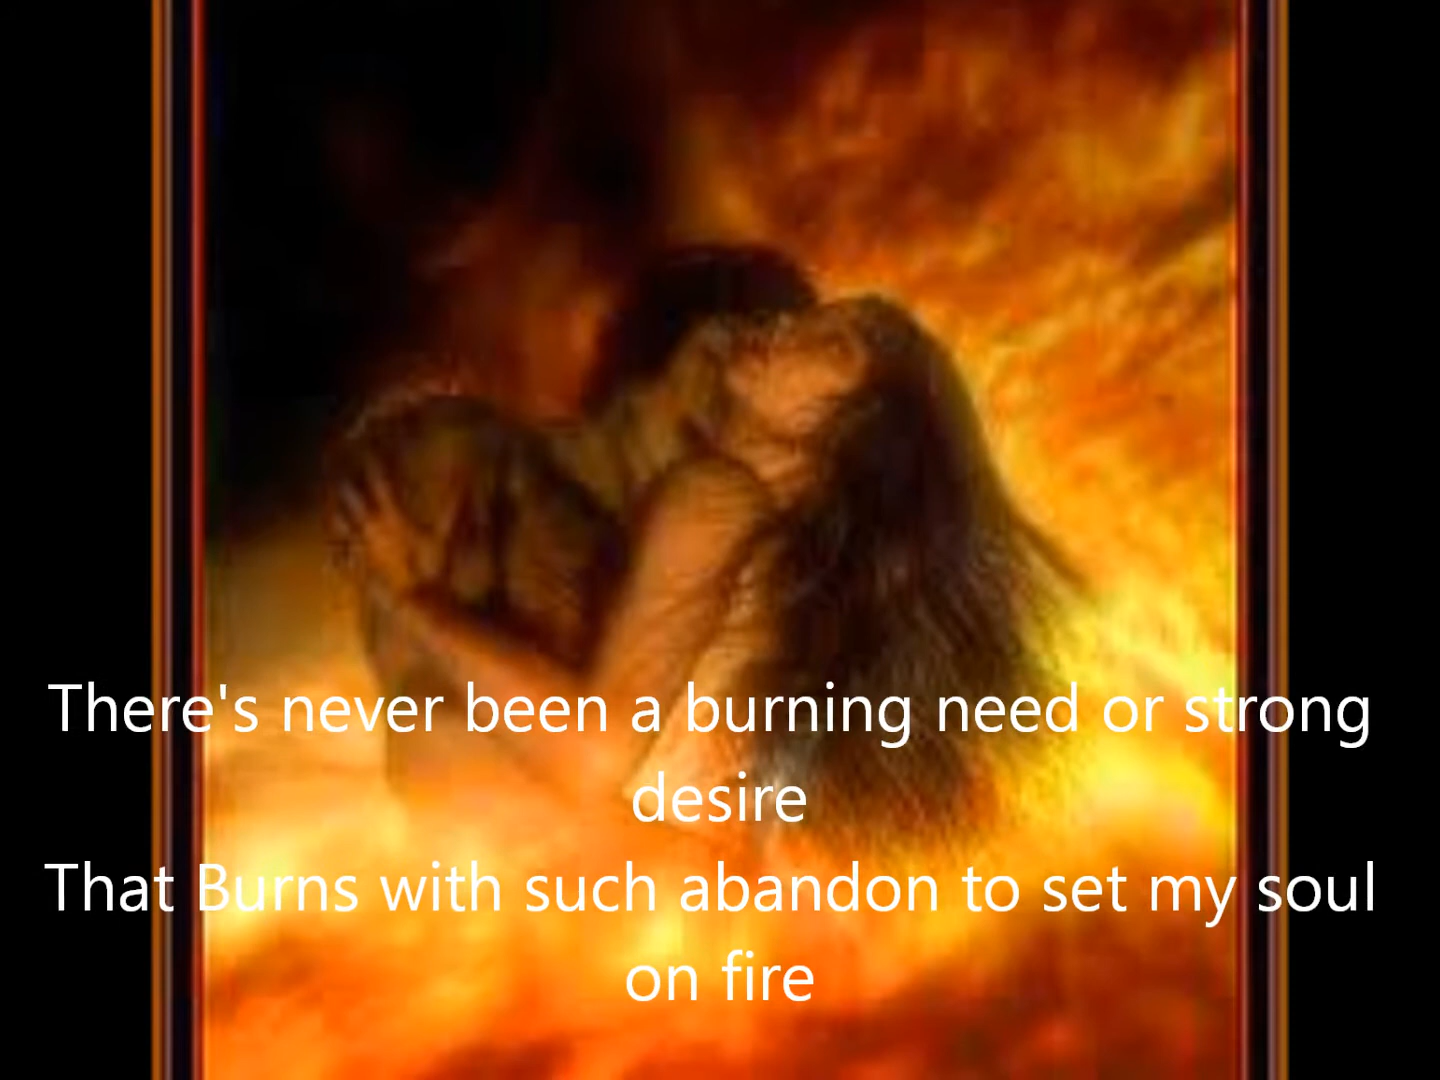 There's never been a burning need or strong
desire
That Burns with such abandon to set my soul
on fire